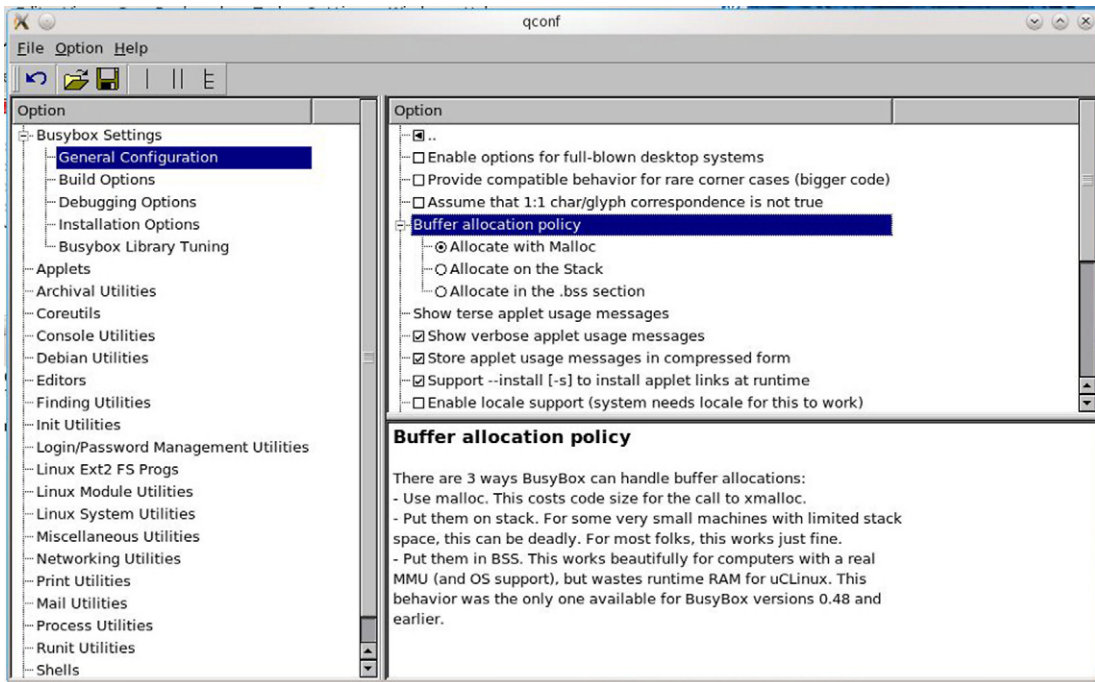 qconf
File Option Help
Option
Busybox Settings
General Configuration
Build Options
Debugging Options
Installation Options
Busybox Library Tuning
Applets
Archival Utilities
Coreutils
Console Utilities
Debian Utilities
Editors
Finding Utilities
Init Utilities
Login/Password Management Utilities
Linux Ext2 FS Progs
Linux Module Utilities
Linux System Utilities
Miscellaneous Utilities
Networking Utilities
Print Utilities
Mail Utilities
Process Utilities
Runit Utilities
Shells
Option
..
Enable options for full-blown desktop systems
Provide compatible behavior for rare corner cases (bigger code)
Assume that 1:1 char/glyph correspondence is not true
Buffer allocation policy
Allocate with Malloc
Allocate on the Stack
Allocate in the .bss section
Show terse applet usage messages
Show verbose applet usage messages
Store applet usage messages in compressed form
Support --install [-s] to install applet links at runtime
Enable locale support (system needs locale for this to work)
Buffer allocation policy
There are 3 ways BusyBox can handle buffer allocations:
- Use malloc. This costs code size for the call to xmalloc.
- Put them on stack. For some very small machines with limited stack
space, this can be deadly. For most folks, this works just fine.
- Put them in BSS. This works beautifully for computers with a real
MMU (and OS support), but wastes runtime RAM for uCLinux. This
behavior was the only one available for BusyBox versions 0.48 and
earlier.